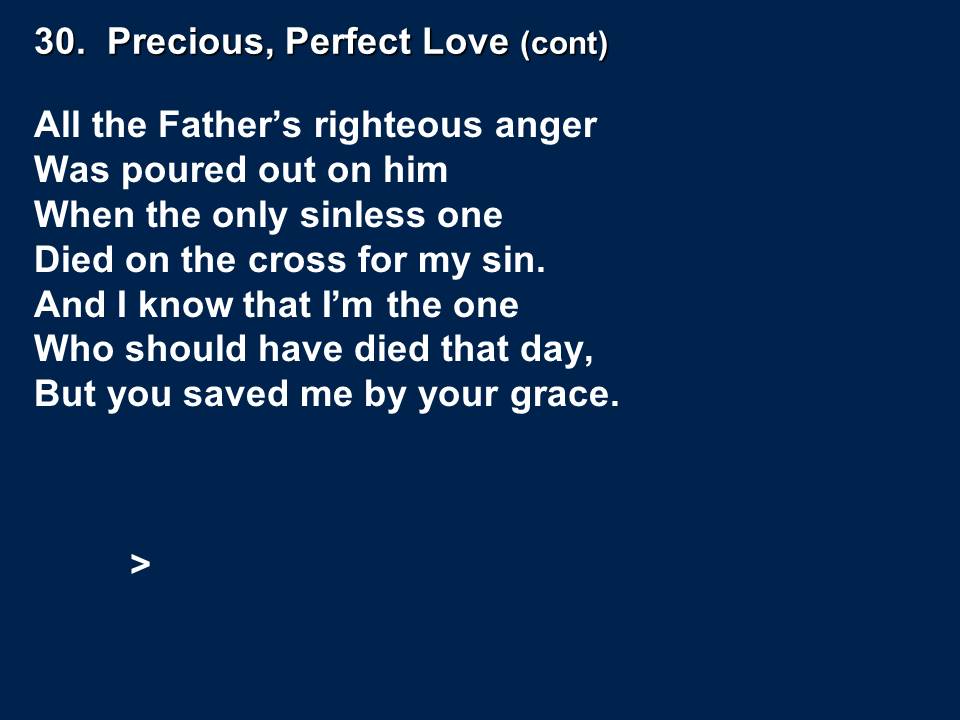 30. Precious, Perfect Love (cont)
All the Father’s righteous anger
Was poured out on him
When the only sinless one
Died on the cross for my sin.
And I know that I’m the one
Who should have died that day,
But you saved me by your grace.
>